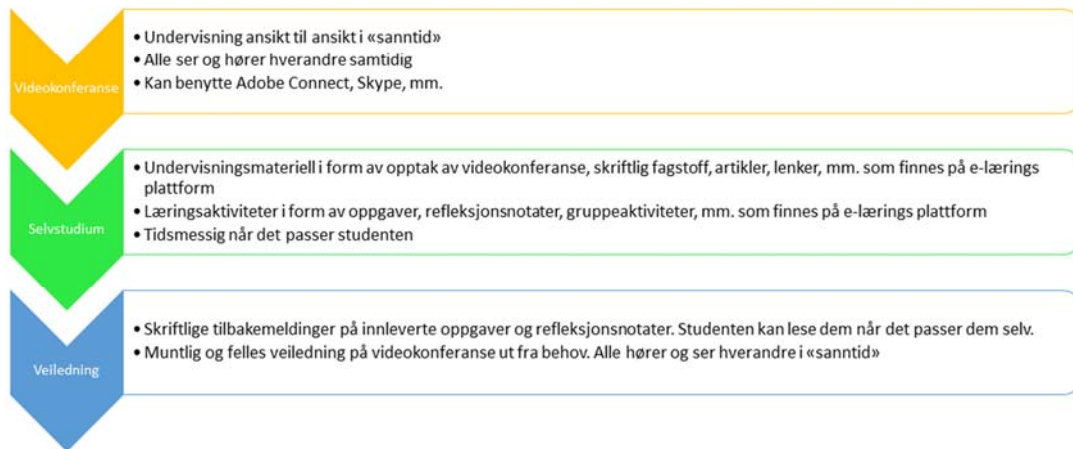 • Undervisning ansikt til ansikt i «sanntid»
• Alle ser og hører hverandre samtidig
Videokonferanse
• Kan benytte Adobe Connect, Skype, mm.
• Undervisningsmateriell i form av opptak av videokonferanse, skriftlig fagstoff, artikler, lenker, mm. som finnes på e-lærings
plattform
• Læringsaktiviteter i form av oppgaver, refleksjonsnotater, gruppeaktiviteter, mm. som finnes på e-lærings plattform
Selvstudium
• Tidsmessig når det passer studenten
• Skriftlige tilbakemeldinger på innleverte oppgaver og refleksjonsnotater. Studenten kan lese dem når det passer dem selv.
• Muntlig og felles veiledning på videokonferanse ut fra behov. Alle hører og ser hverandre i «sanntid»
Veiledning